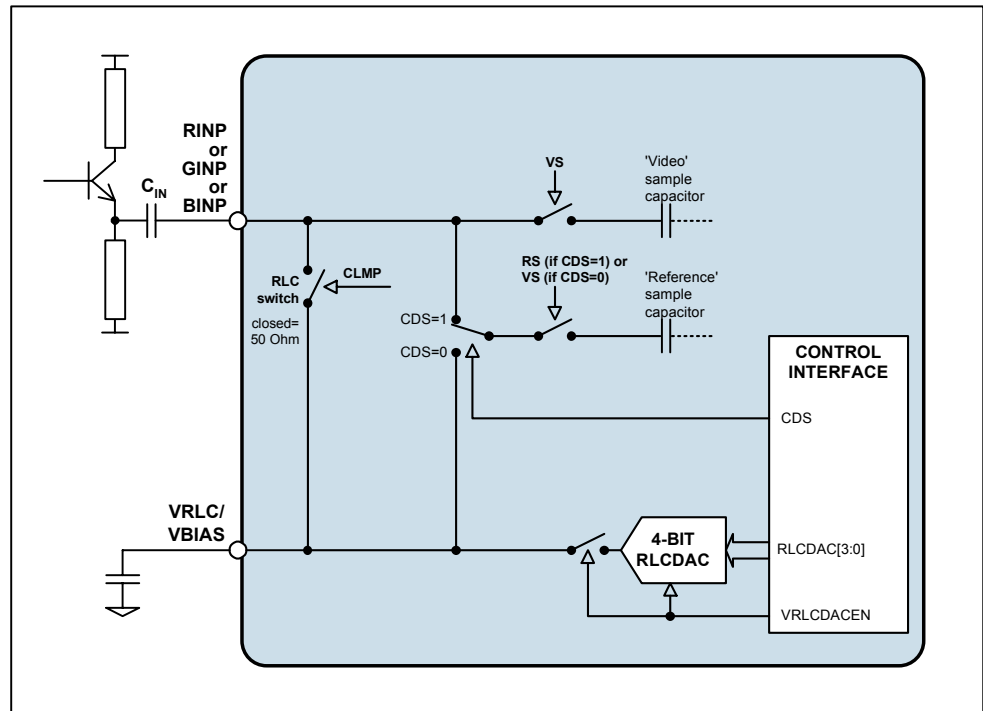 RINP
or
GINP
or
BINP
CIN
VS
'Video'
sample
capacitor
RLC
switch
CLMP
closed=
50 Ohm
RS (if CDS=1) or
VS (if CDS=0)
'Reference'
sample
capacitor
CDS=1
CDS=0
CONTROL
INTERFACE
CDS
VRLC/
VBIAS
4-BIT
RLCDAC
RLCDAC[3:0]
VRLCDACEN